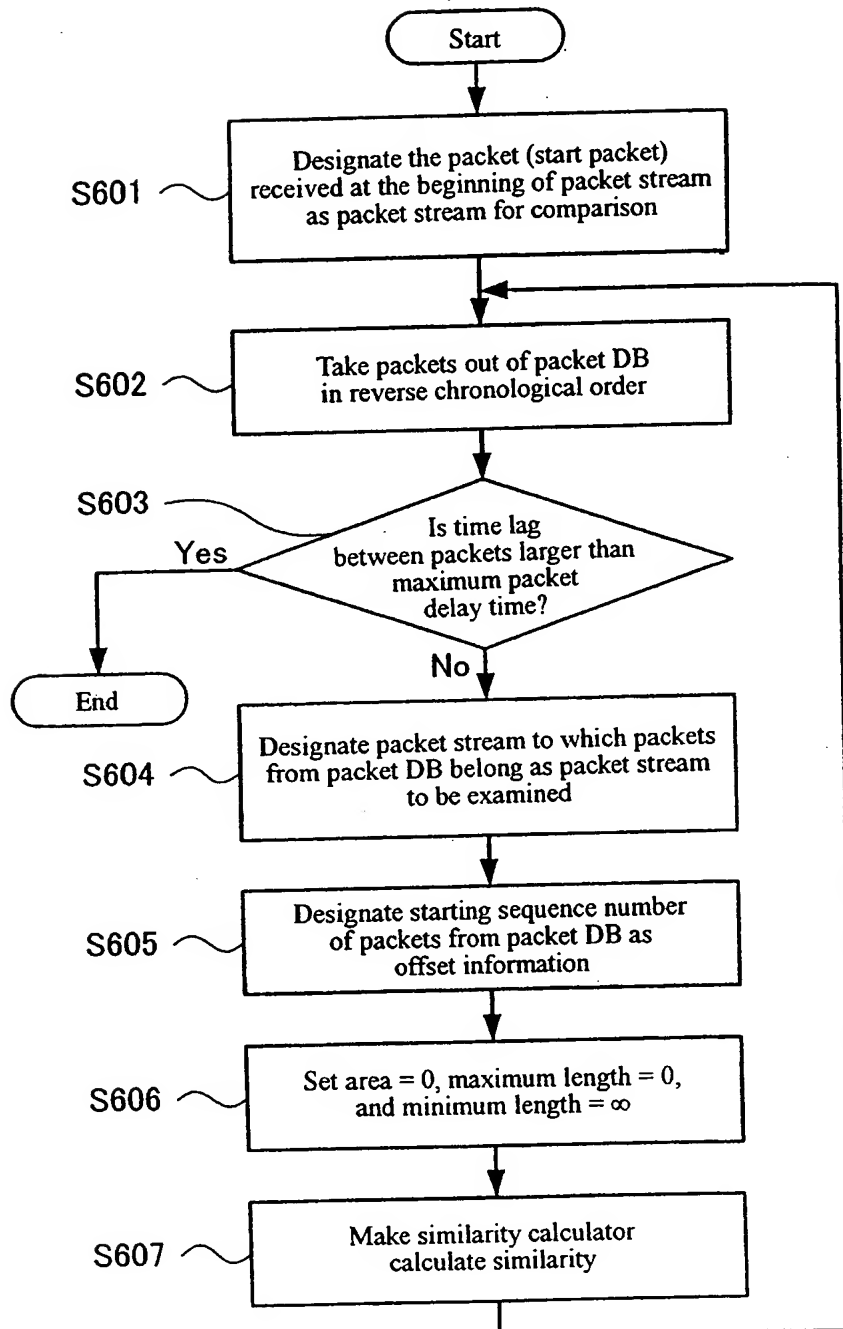 Start
S601
Designate the packet (start packet)
received at the beginning of packet stream
as packet stream for comparison
S602
Take packets out of packet DB
in reverse chronological order
S603
Is time lag
between packets larger than
maximum packet
delay time?
Yes
No
End
S604
Designate packet stream to which packets
from packet DB belong as packet stream
to be examined
S605
Designate starting sequence number
of packets from packet DB as
offset information
S606
Set area = 0, maximum length = 0,
and minimum length = ∞
S607
Make similarity calculator
calculate similarity